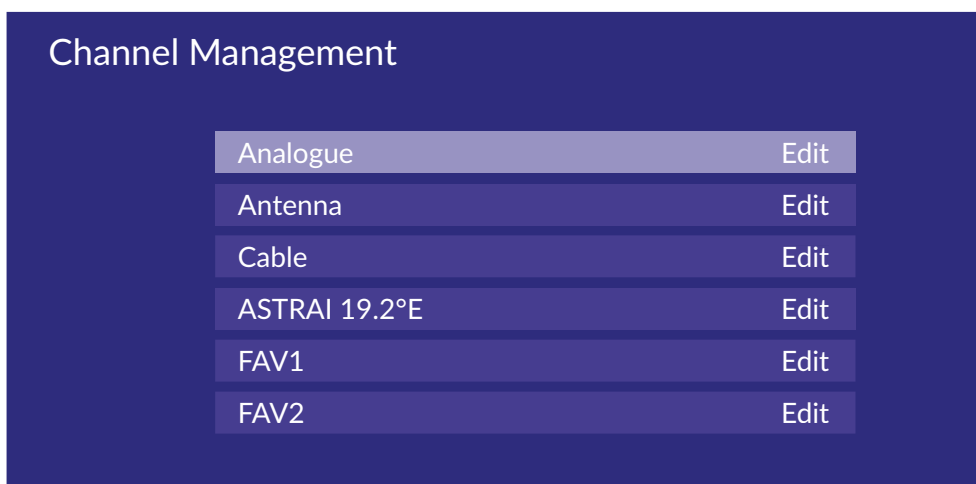 Channel Management
Analogue Edit
Antenna Edit
Cable Edit
ASTRAI 19.2°E Edit
FAV1 Edit
FAV2 Edit